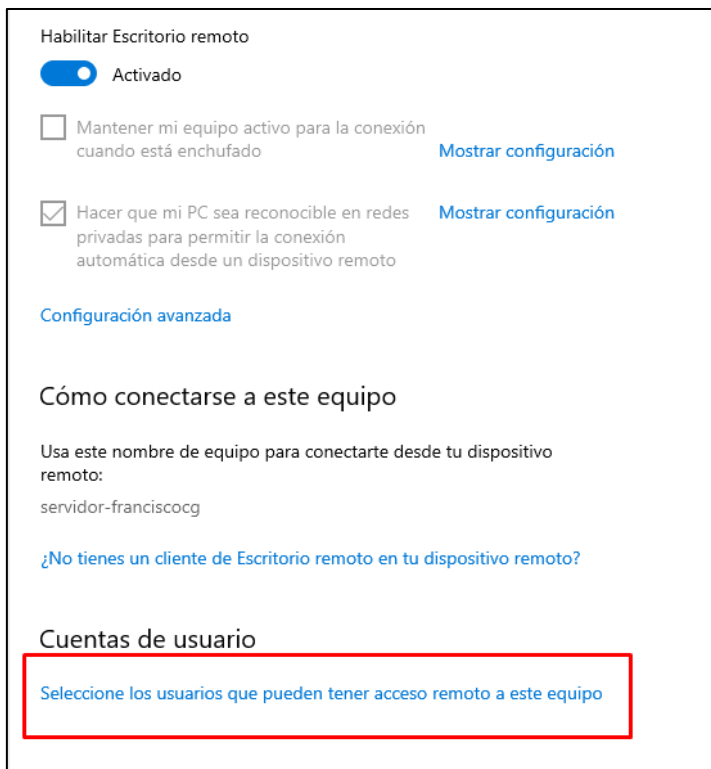 Habilitar Escritorio remoto
Activado
Mantener mi equipo activo para la conexión
cuando está enchufado
Mostrar configuración
Hacer que mi PC sea reconocible en redes
privadas para permitir la conexión
automática desde un dispositivo remoto
Mostrar configuración
Configuración avanzada
Cómo conectarse a este equipo
Usa este nombre de equipo para conectarte desde tu dispositivo
remoto:
servidor-franciscocg
¿No tienes un cliente de Escritorio remoto en tu dispositivo remoto?
Cuentas de usuario
Seleccione los usuarios que pueden tener acceso remoto a este equipo